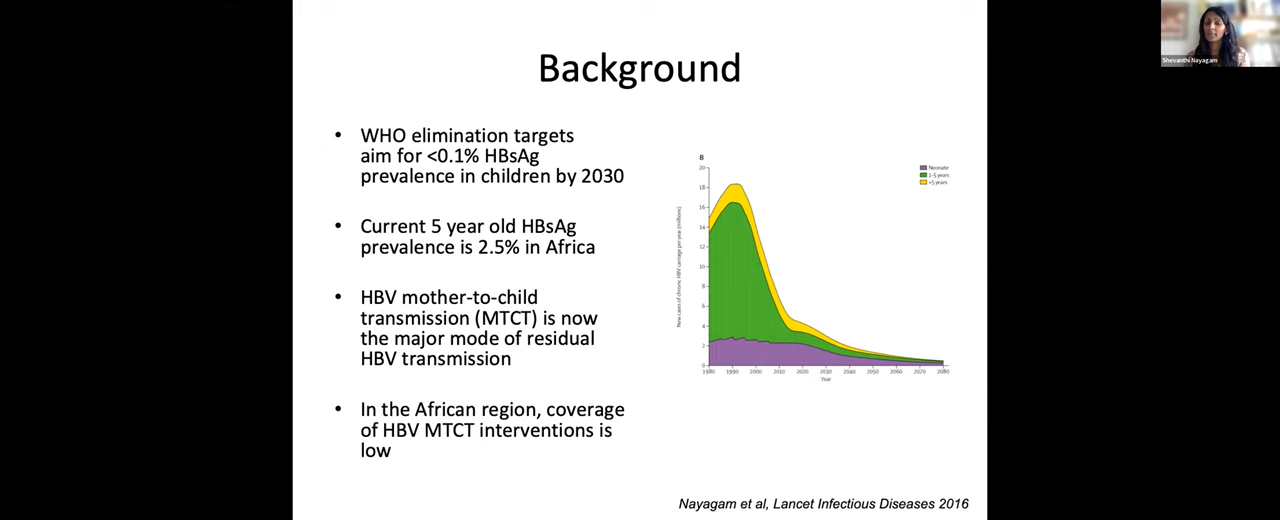 Background
• WHO elimination targets
aim for <0.1% HBsAg
prevalence in children by 2030
• Current 5 year old HBsAg
prevalence is 2.5% in Africa
• HBV mother-to-child
transmission (MTCT) is now
the major mode of residual
HBV transmission
• In the African region, coverage
of HBV MTCT interventions is
low
B
Neonate
1–5 years
>5 years
New cases of chronic HBV carriage per year (millions)
20
18
16
14
12
10
8
6
4
2
0
1980 1990 2000 2010 2020 2030 2040 2050 2060 2070 2080
Year
Nayagam et al, Lancet Infectious Diseases 2016
Shevanthi Nayagam